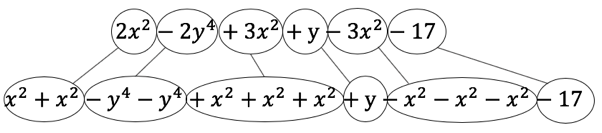 2x² − 2y⁴ + 3x² + y − 3x² − 17
x² + x² − y⁴ − y⁴ + x² + x² + x² + y − x² − x² − x² − 17